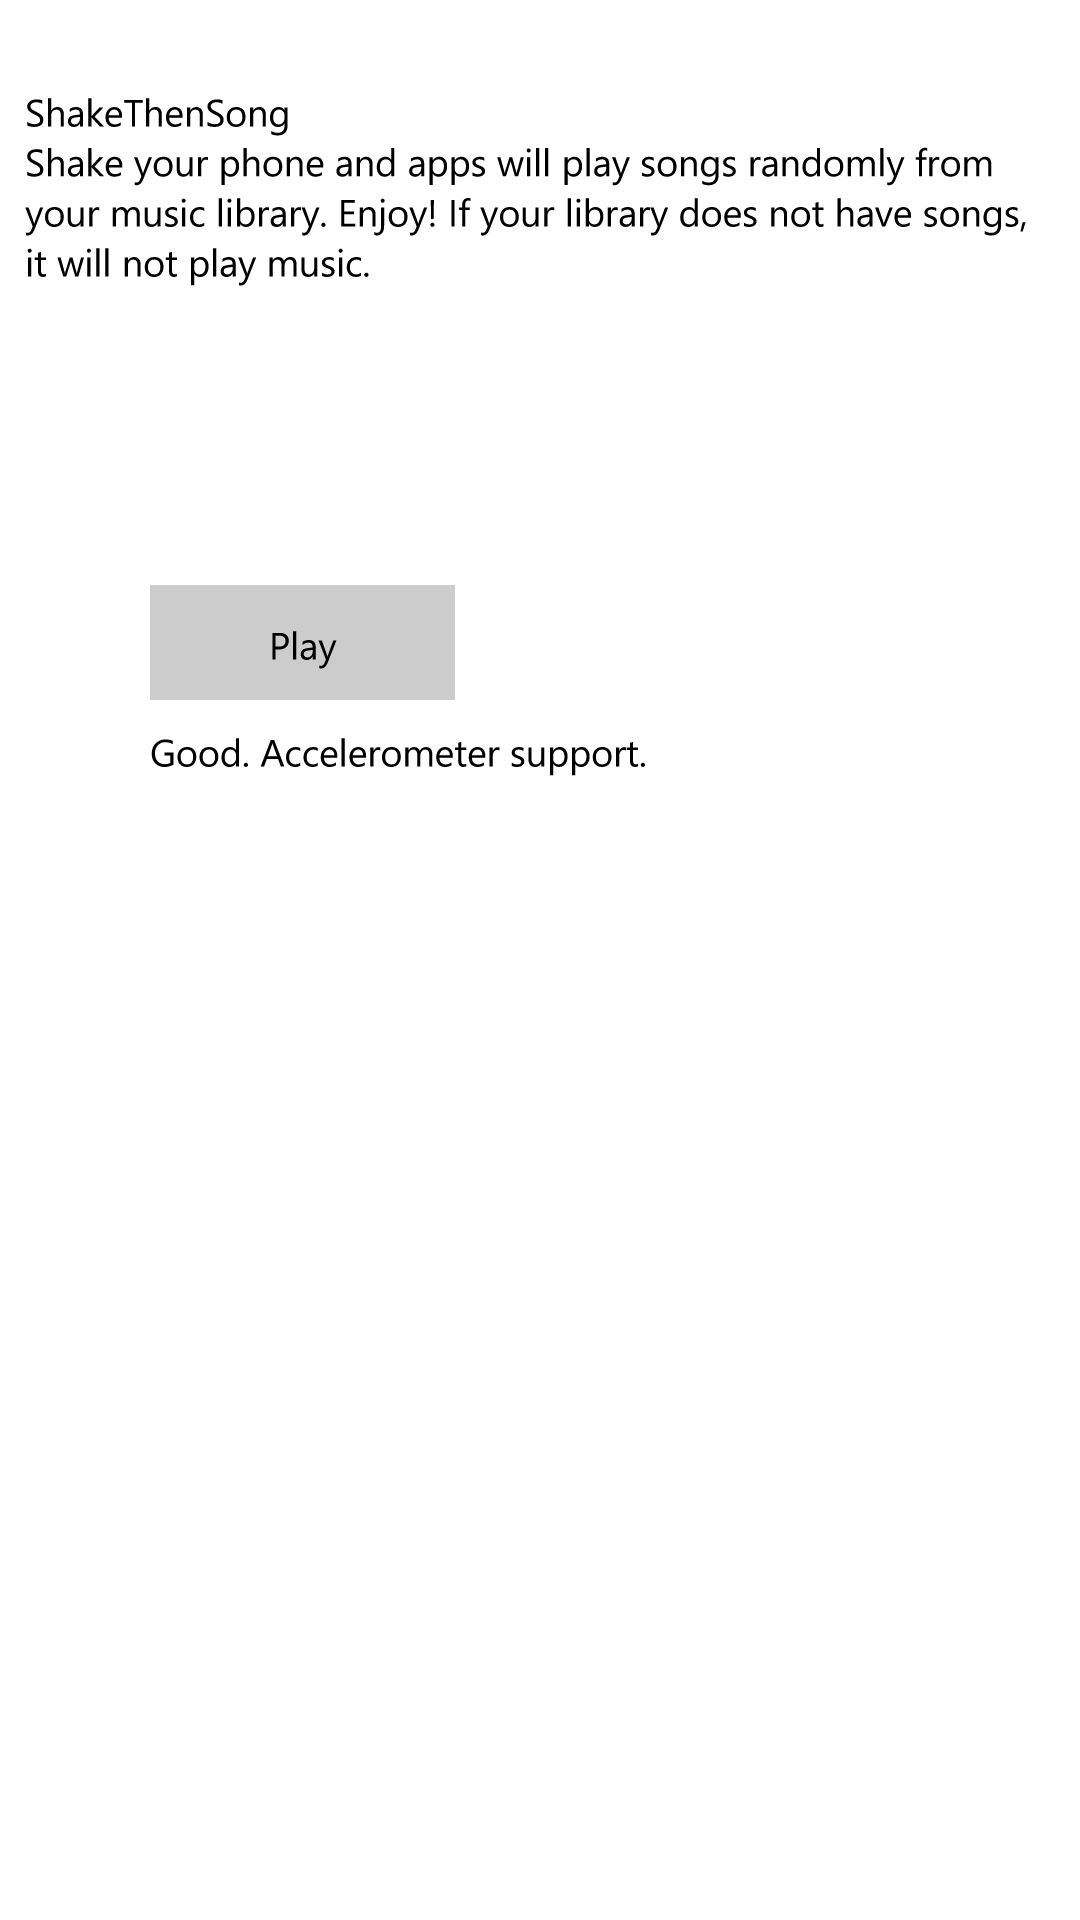 ShakeThenSong
Shake your phone and apps will play songs randomly from
your music library. Enjoy! If your library does not have songs,
it will not play music.
Play
Good. Accelerometer support.